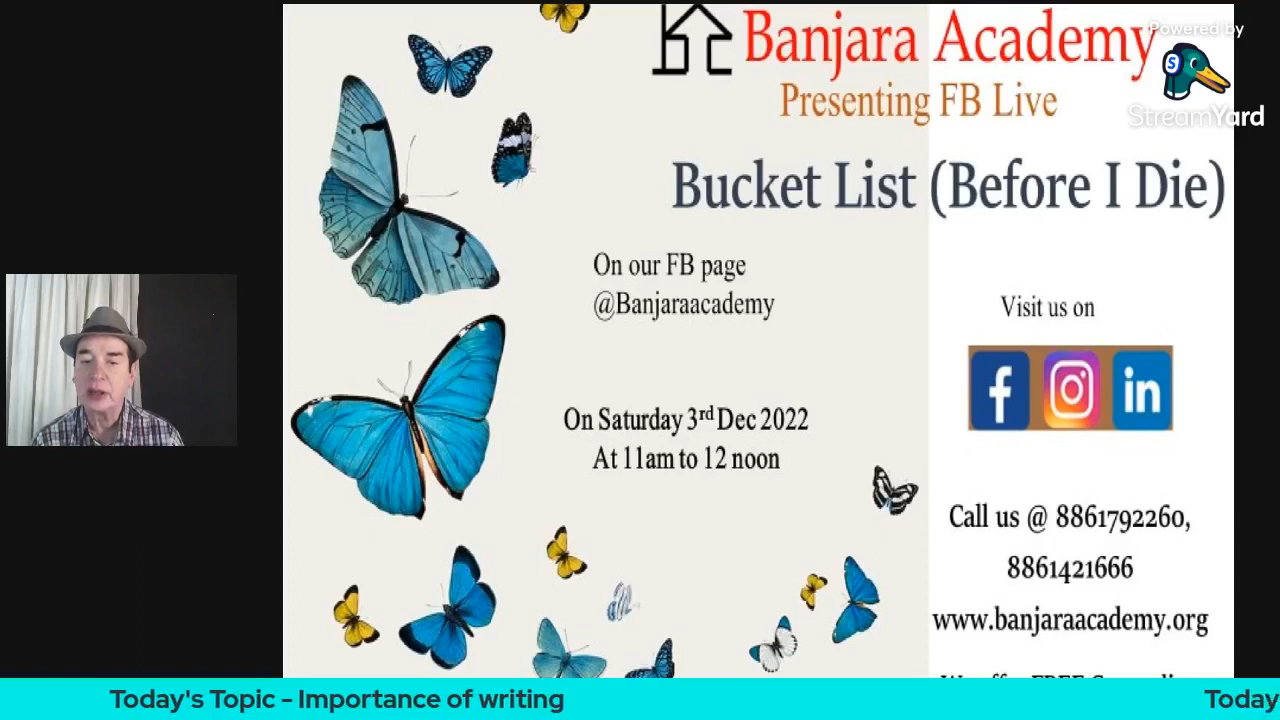 Banjara Academy
Presenting FB Live
Powered by
StreamYard
Bucket List (Before I Die)
On our FB page
@Banjaraacademy
Visit us on
On Saturday 3rd Dec 2022
At 11am to 12 noon
Call us @ 8861792260,
8861421666
www.banjaraacademy.org
Today's Topic - Importance of writing
Today